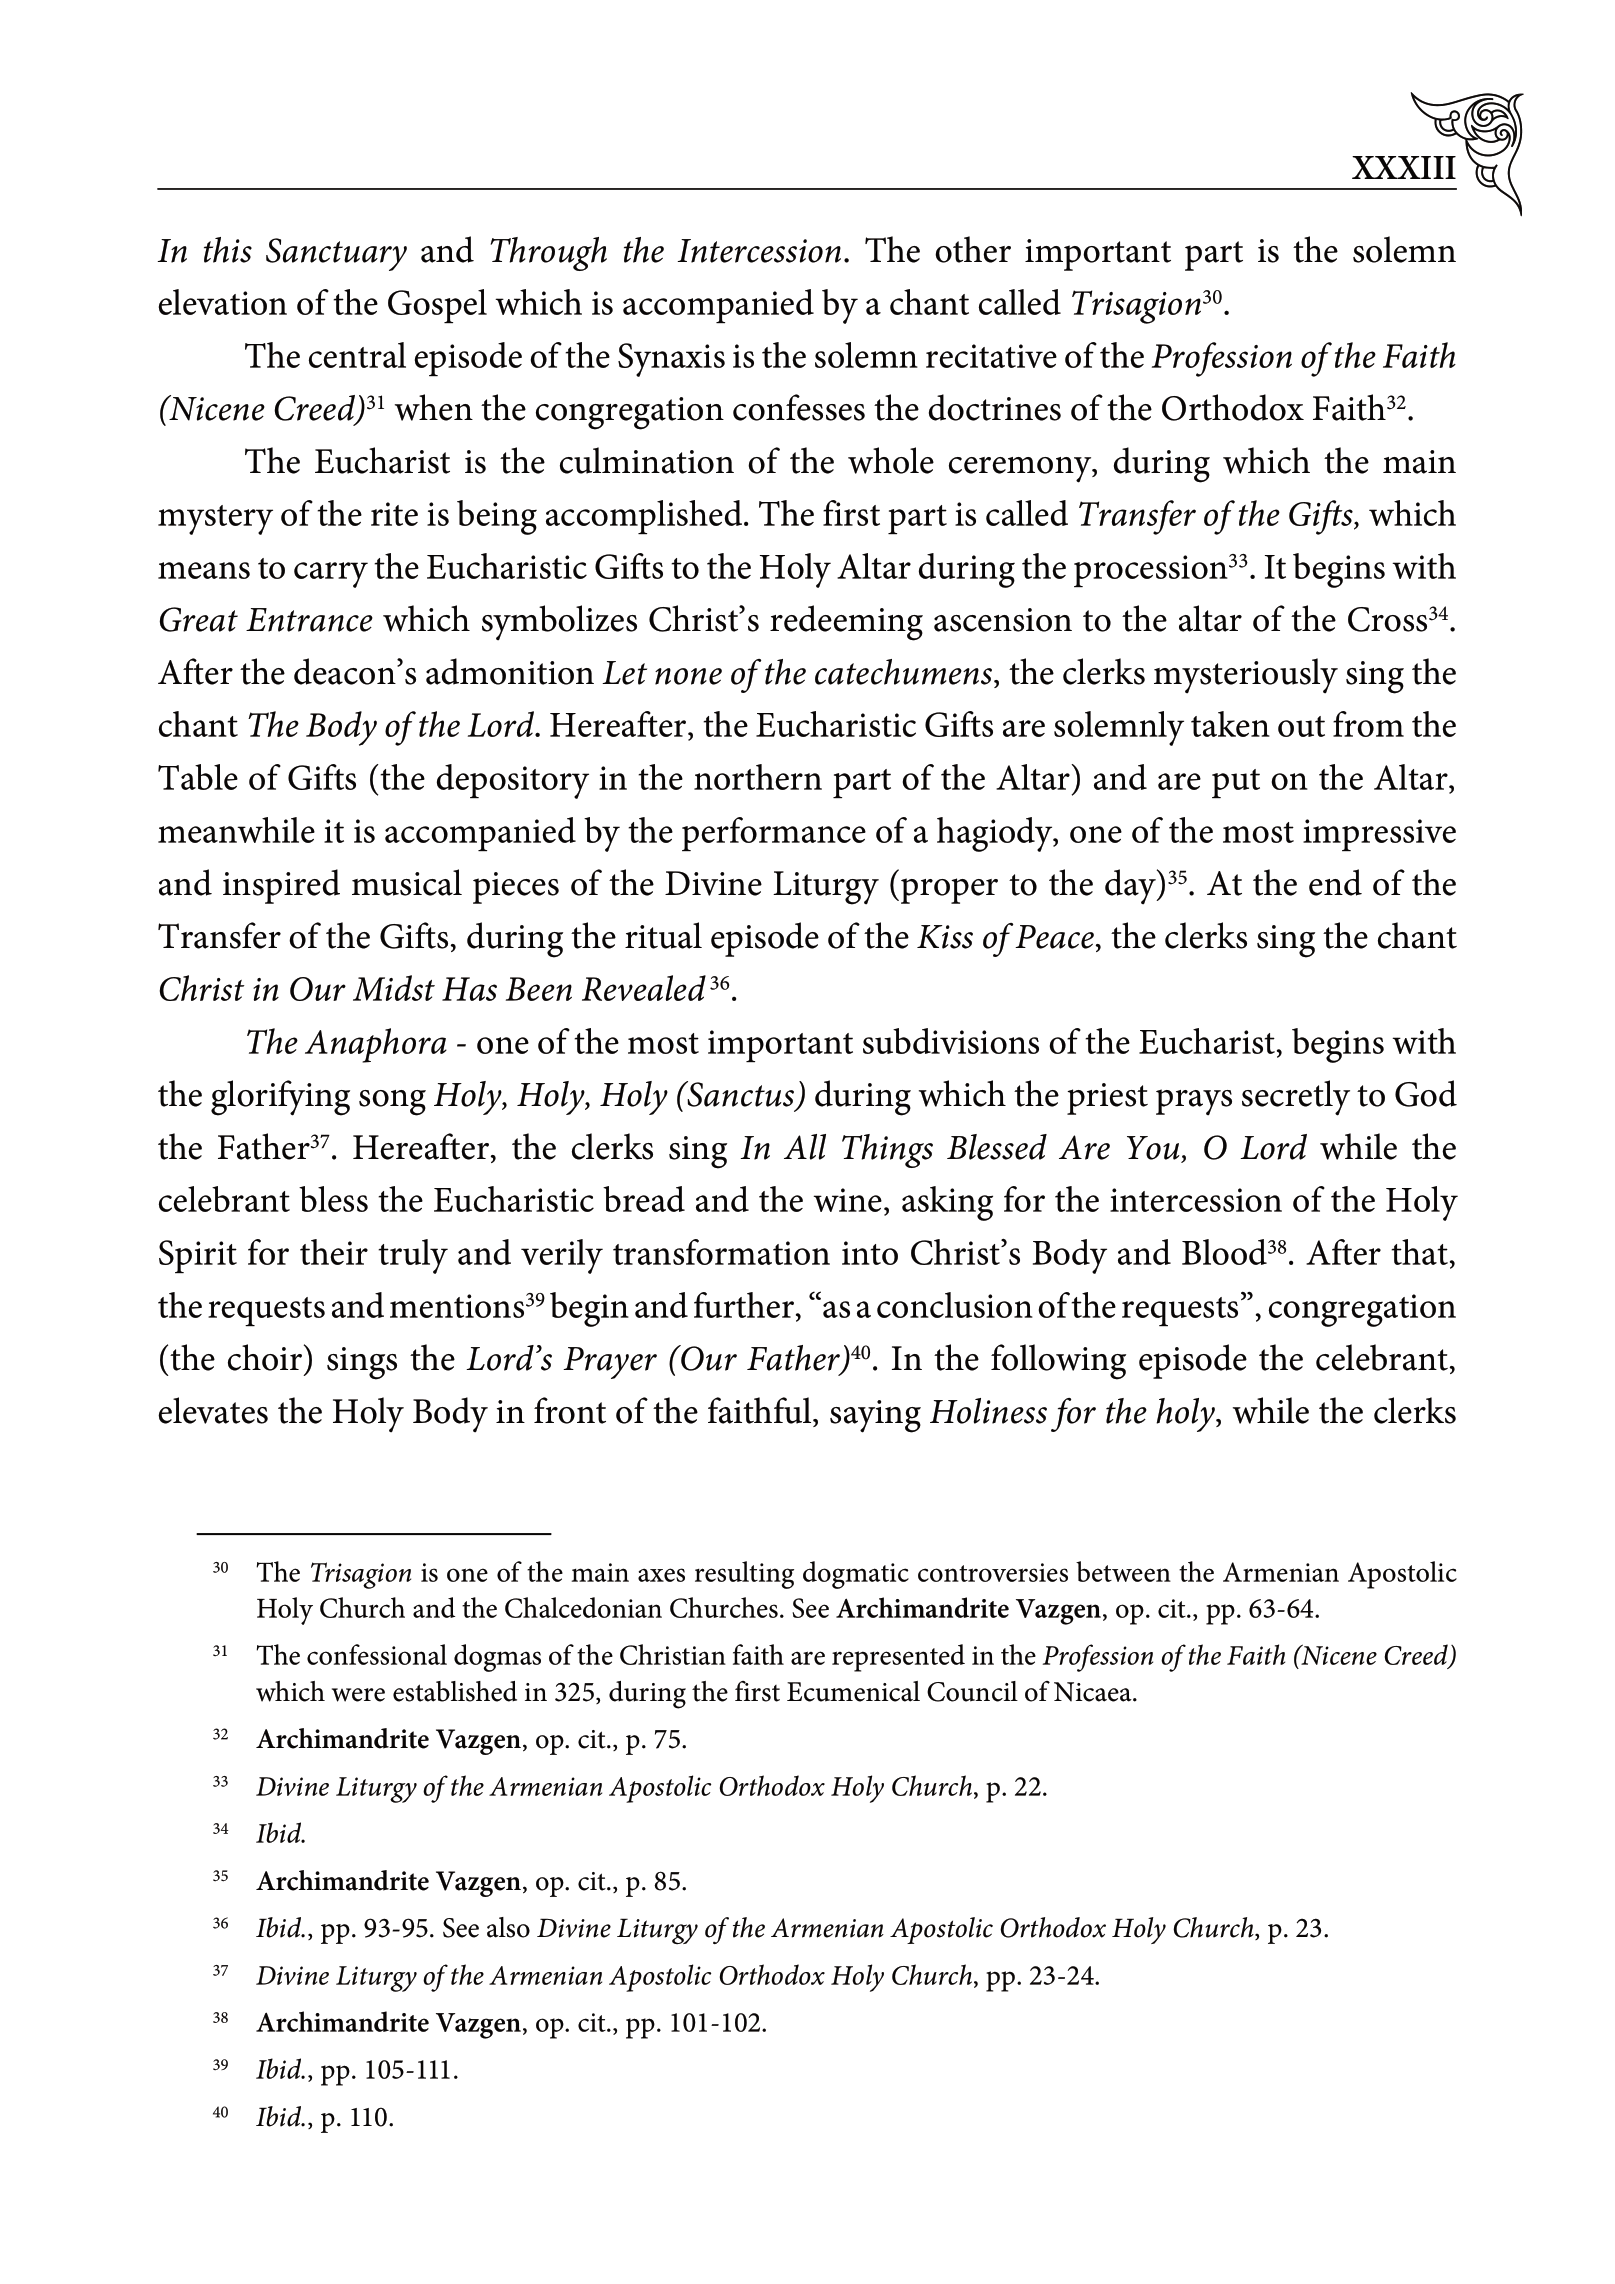 XXXIII
In this Sanctuary and Through the Intercession. The other important part is the solemn
elevation of the Gospel which is accompanied by a chant called Trisagion³⁰.
The central episode of the Synaxis is the solemn recitative of the Profession of the Faith
(Nicene Creed)³¹ when the congregation confesses the doctrines of the Orthodox Faith³².
The Eucharist is the culmination of the whole ceremony, during which the main
mystery of the rite is being accomplished. The first part is called Transfer of the Gifts, which
means to carry the Eucharistic Gifts to the Holy Altar during the procession³³. It begins with
Great Entrance which symbolizes Christ’s redeeming ascension to the altar of the Cross³⁴.
After the deacon’s admonition Let none of the catechumens, the clerks mysteriously sing the
chant The Body of the Lord. Hereafter, the Eucharistic Gifts are solemnly taken out from the
Table of Gifts (the depository in the northern part of the Altar) and are put on the Altar,
meanwhile it is accompanied by the performance of a hagiody, one of the most impressive
and inspired musical pieces of the Divine Liturgy (proper to the day)³⁵. At the end of the
Transfer of the Gifts, during the ritual episode of the Kiss of Peace, the clerks sing the chant
Christ in Our Midst Has Been Revealed³⁶.
The Anaphora - one of the most important subdivisions of the Eucharist, begins with
the glorifying song Holy, Holy, Holy (Sanctus) during which the priest prays secretly to God
the Father³⁷. Hereafter, the clerks sing In All Things Blessed Are You, O Lord while the
celebrant bless the Eucharistic bread and the wine, asking for the intercession of the Holy
Spirit for their truly and verily transformation into Christ’s Body and Blood³⁸. After that,
the requests and mentions³⁹ begin and further, “as a conclusion of the requests”, congregation
(the choir) sings the Lord’s Prayer (Our Father)⁴⁰. In the following episode the celebrant,
elevates the Holy Body in front of the faithful, saying Holiness for the holy, while the clerks
³⁰ The Trisagion is one of the main axes resulting dogmatic controversies between the Armenian Apostolic
Holy Church and the Chalcedonian Churches. See Archimandrite Vazgen, op. cit., pp. 63-64.
³¹ The confessional dogmas of the Christian faith are represented in the Profession of the Faith (Nicene Creed)
which were established in 325, during the first Ecumenical Council of Nicaea.
³² Archimandrite Vazgen, op. cit., p. 75.
³³ Divine Liturgy of the Armenian Apostolic Orthodox Holy Church, p. 22.
³⁴ Ibid.
³⁵ Archimandrite Vazgen, op. cit., p. 85.
³⁶ Ibid., pp. 93-95. See also Divine Liturgy of the Armenian Apostolic Orthodox Holy Church, p. 23.
³⁷ Divine Liturgy of the Armenian Apostolic Orthodox Holy Church, pp. 23-24.
³⁸ Archimandrite Vazgen, op. cit., pp. 101-102.
³⁹ Ibid., pp. 105-111.
⁴⁰ Ibid., p. 110.